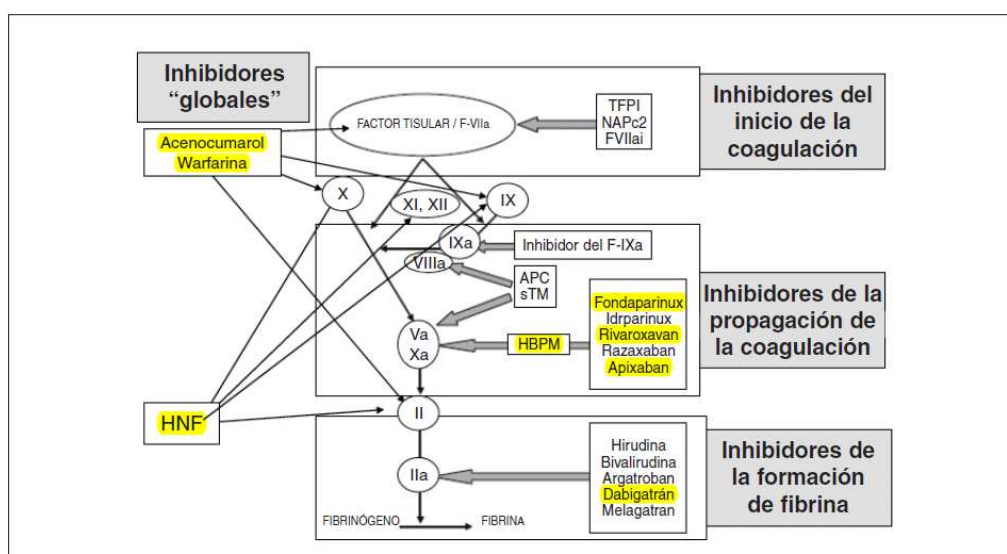 Inhibidores
“globales”
Acenocumarol
Warfarina
HNF
FACTOR TISULAR / F-VIIa
TFPI
NAPc2
FVIIai
Inhibidores del
inicio de la
coagulación
X
XI, XII
IX
IXa
VIIIa
Inhibidor del F-IXa
APC
sTM
Va
Xa
HBPM
Fondaparinux
Idrparinux
Rivaroxavan
Razaxaban
Apixaban
Inhibidores de la
propagación de
la coagulación
II
IIa
Hirudina
Bivalirudina
Argatroban
Dabigatrán
Melagatran
Inhibidores de
la formación
de fibrina
FIBRINÓGENO
FIBRINA